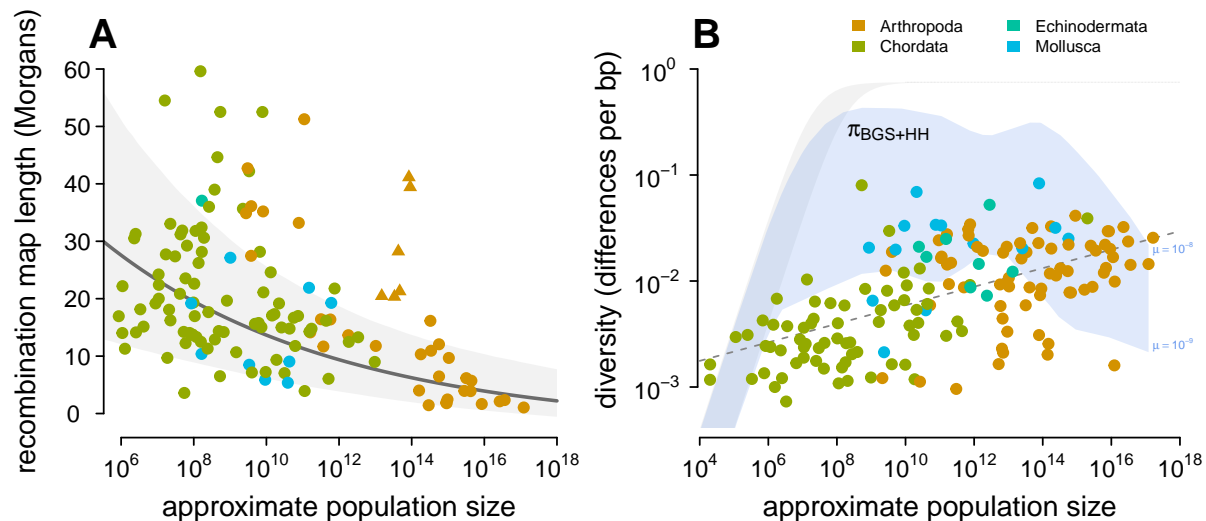 A
recombination map length (Morgans)
60
50
40
30
20
10
0
10^6 10^8 10^10 10^12 10^14 10^16 10^18
approximate population size
B
Arthropoda Echinodermata
Chordata Mollusca
diversity (differences per bp)
10^0
10^−1
10^−2
10^−3
π_BGS+HH
μ = 10^−8
μ = 10^−9
10^4 10^6 10^8 10^10 10^12 10^14 10^16 10^18
approximate population size